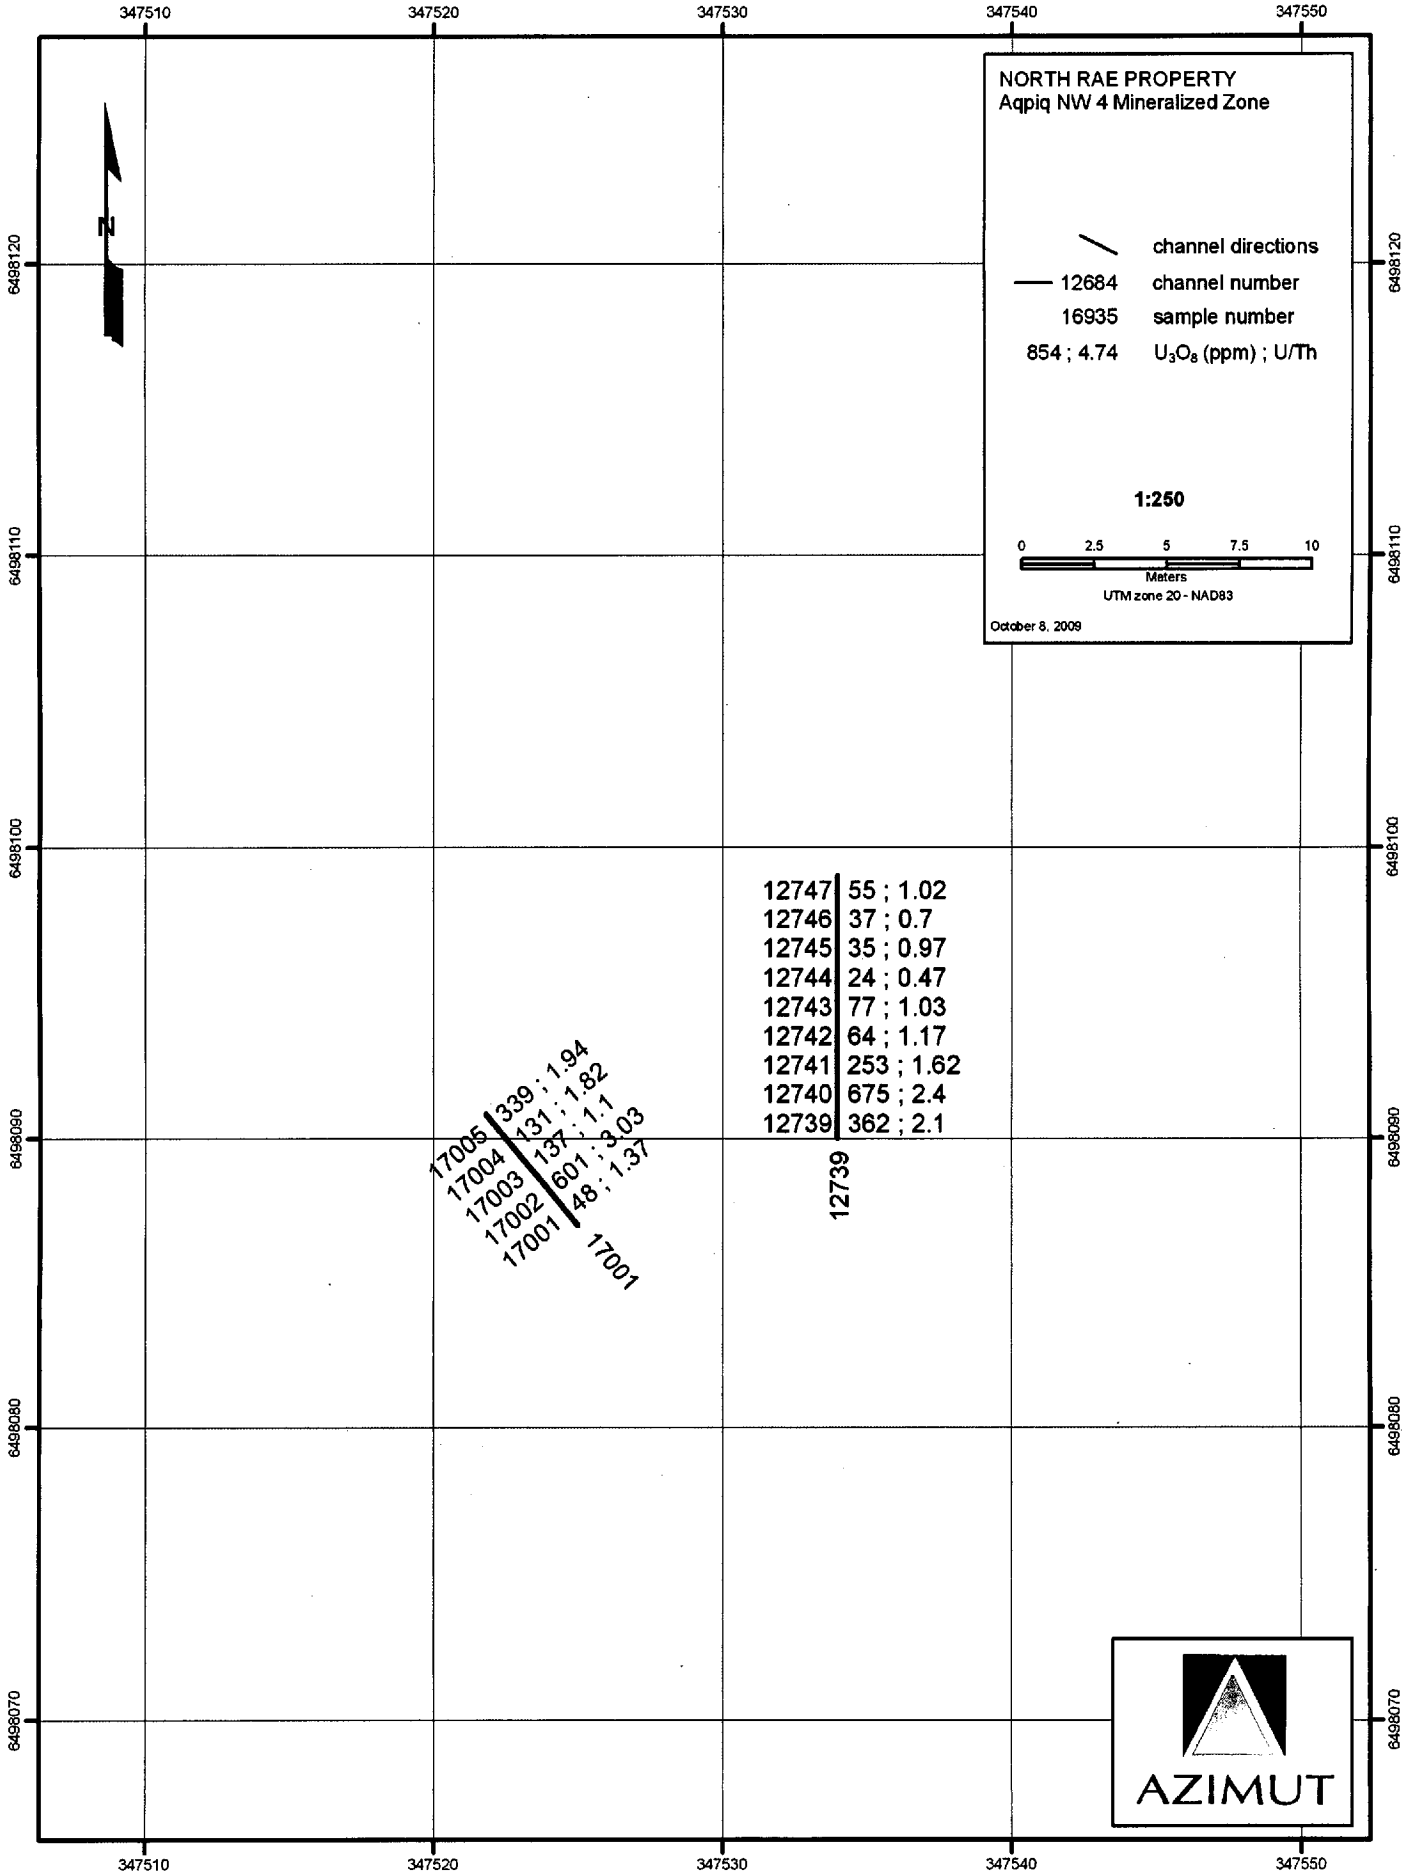 347510 347520 347530 347540 347550
NORTH RAE PROPERTY
Aqpiq NW 4 Mineralized Zone
channel directions
12684 channel number
16935 sample number
854 ; 4.74 U₃O₈ (ppm) ; U/Th
1:250
0 2.5 5 7.5 10
Meters
UTM zone 20 - NAD83
October 8, 2009
N
6498120 6498120
6498110 6498110
6498100 6498100
12747 55 ; 1.02
12746 37 ; 0.7
12745 35 ; 0.97
12744 24 ; 0.47
12743 77 ; 1.03
12742 64 ; 1.17
12741 253 ; 1.62
12740 675 ; 2.4
12739 362 ; 2.1
12739
17005 339 ; 1.94
17004 131 ; 1.82
17003 137 ; 1.1
17002 601 ; 3.03
17001 48 ; 1.37
17001
6498090 6498090
6498080 6498080
6498070 6498070
AZIMUT
347510 347520 347530 347540 347550